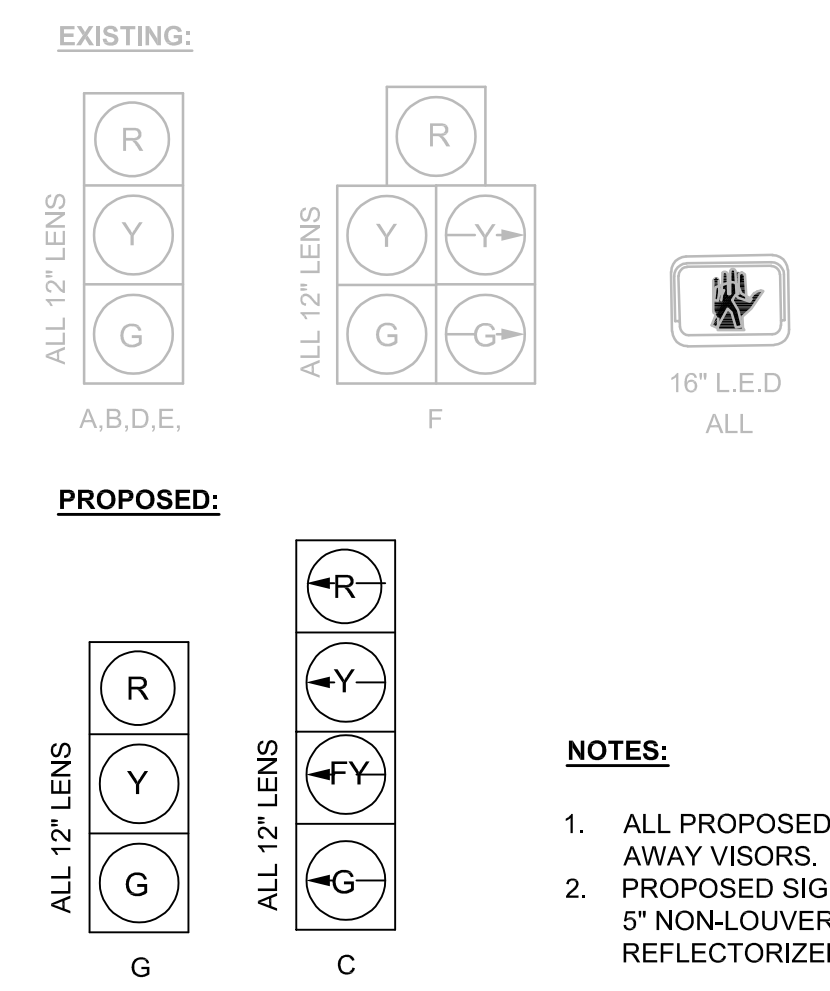 EXISTING:
ALL 12" LENS
R
Y
G
A,B,D,E,
ALL 12" LENS
R
Y
Y
G
G
F
16" L.E.D
ALL
PROPOSED:
ALL 12" LENS
R
Y
G
G
ALL 12" LENS
R
Y
FY
G
C
NOTES:
1. ALL PROPOSED
AWAY VISORS.
2. PROPOSED SIG
5" NON-LOUVER
REFLECTORIZE